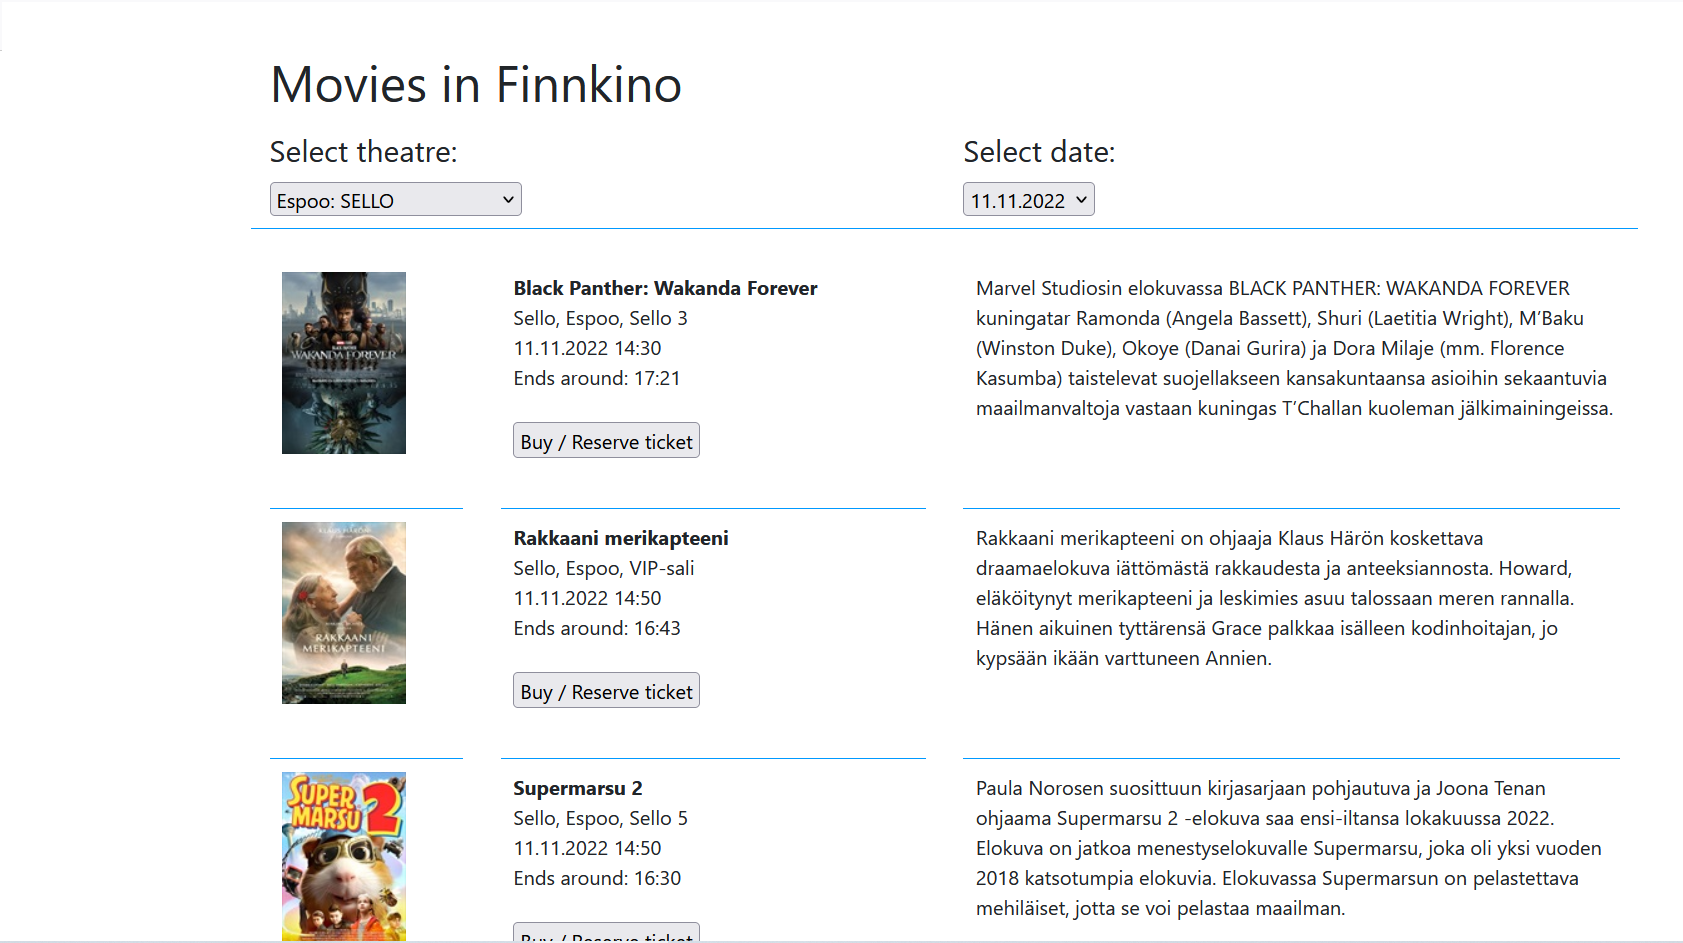 Movies in Finnkino
Select theatre:
Select date:
Espoo: SELLO
11.11.2022
WAKANDA FOREVER
Black Panther: Wakanda Forever
Sello, Espoo, Sello 3
11.11.2022 14:30
Ends around: 17:21
Buy / Reserve ticket
Marvel Studiosin elokuvassa BLACK PANTHER: WAKANDA FOREVER
kuningatar Ramonda (Angela Bassett), Shuri (Laetitia Wright), M’Baku
(Winston Duke), Okoye (Danai Gurira) ja Dora Milaje (mm. Florence
Kasumba) taistelevat suojellakseen kansakuntaansa asioihin sekaantuvia
maailmanvaltoja vastaan kuningas T’Challan kuoleman jälkimainingeissa.
RAKKAANI
MERIKAPTEENI
Rakkaani merikapteeni
Sello, Espoo, VIP-sali
11.11.2022 14:50
Ends around: 16:43
Buy / Reserve ticket
Rakkaani merikapteeni on ohjaaja Klaus Härön koskettava
draamaelokuva iättömästä rakkaudesta ja anteeksiannosta. Howard,
eläköitynyt merikapteeni ja leskimies asuu talossaan meren rannalla.
Hänen aikuinen tyttärensä Grace palkkaa isälleen kodinhoitajan, jo
kypsään ikään varttuneen Annien.
SUPER
MARSU 2
Supermarsu 2
Sello, Espoo, Sello 5
11.11.2022 14:50
Ends around: 16:30
Buy / Reserve ticket
Paula Norosen suosittuun kirjasarjaan pohjautuva ja Joona Tenan
ohjaama Supermarsu 2 -elokuva saa ensi-iltansa lokakuussa 2022.
Elokuva on jatkoa menestyselokuvalle Supermarsu, joka oli yksi vuoden
2018 katsotumpia elokuvia. Elokuvassa Supermarsun on pelastettava
mehiläiset, jotta se voi pelastaa maailman.